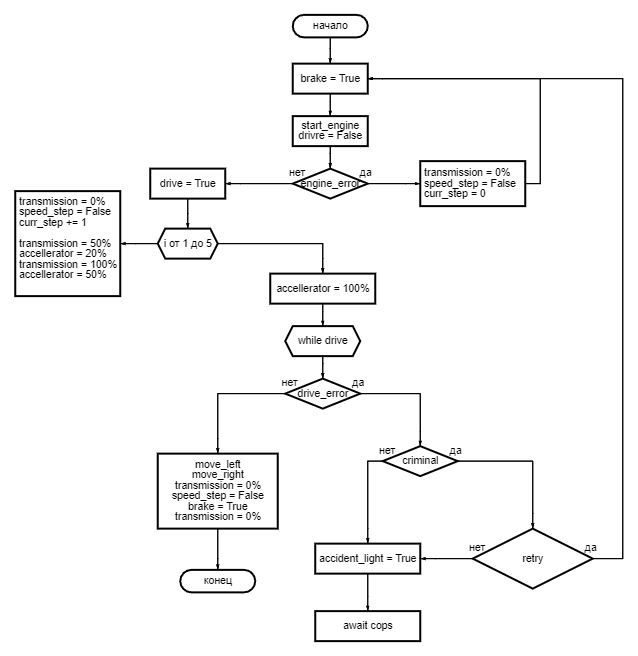 начало
brake = True
start_engine
drivre = False
нет
да
engine_error
transmission = 0%
speed_step = False
curr_step = 0
drive = True
transmission = 0%
speed_step = False
curr_step += 1
transmission = 50%
accellerator = 20%
transmission = 100%
accellerator = 50%
i от 1 до 5
accellerator = 100%
while drive
нет
да
drive_error
нет
да
criminal
move_left
move_right
transmission = 0%
speed_step = False
brake = True
transmission = 0%
нет
да
retry
accident_light = True
конец
await cops